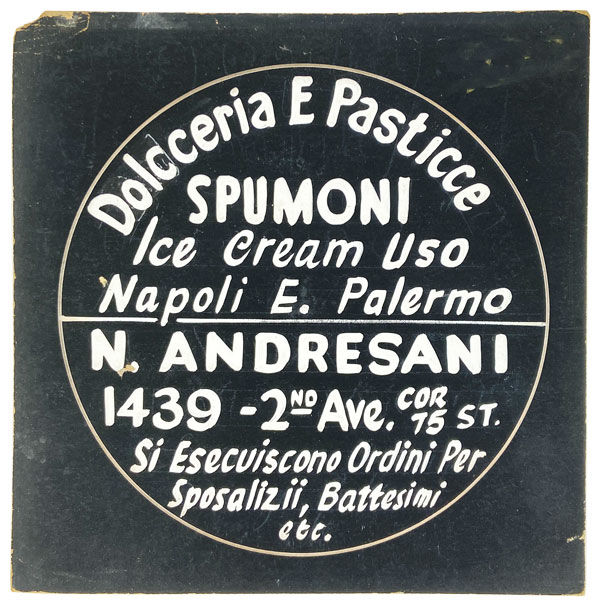 Dolaceria E Pasticce
SPUMONI
Ice Cream Uso
Napoli E. Palermo
N. ANDRESANI
1439 - 2ND Ave. COR 75 ST.
Si Esecuiscono Ordini Per
Sposalizii, Battesimi
etc.